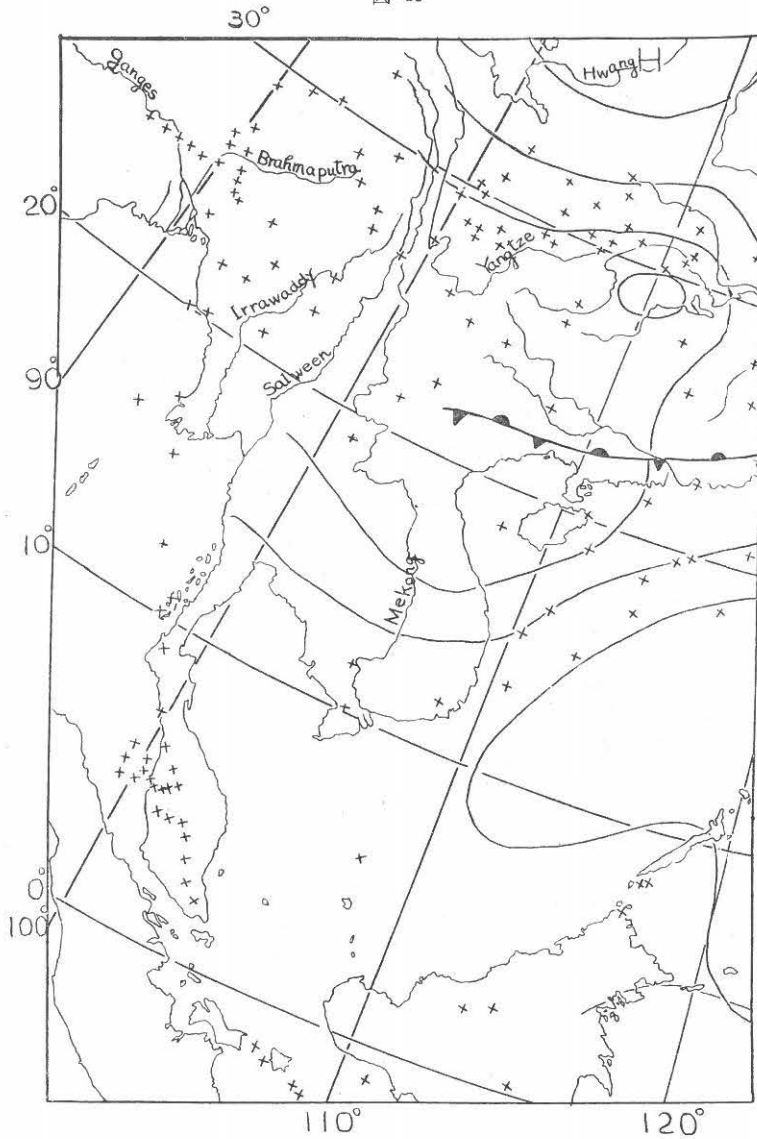 30°
Ganges
Hwang
H
Brahmaputra
20°
Yangtze
Irrawaddy
Salween
90°
10°
Mekong
0°
100°
110°
120°